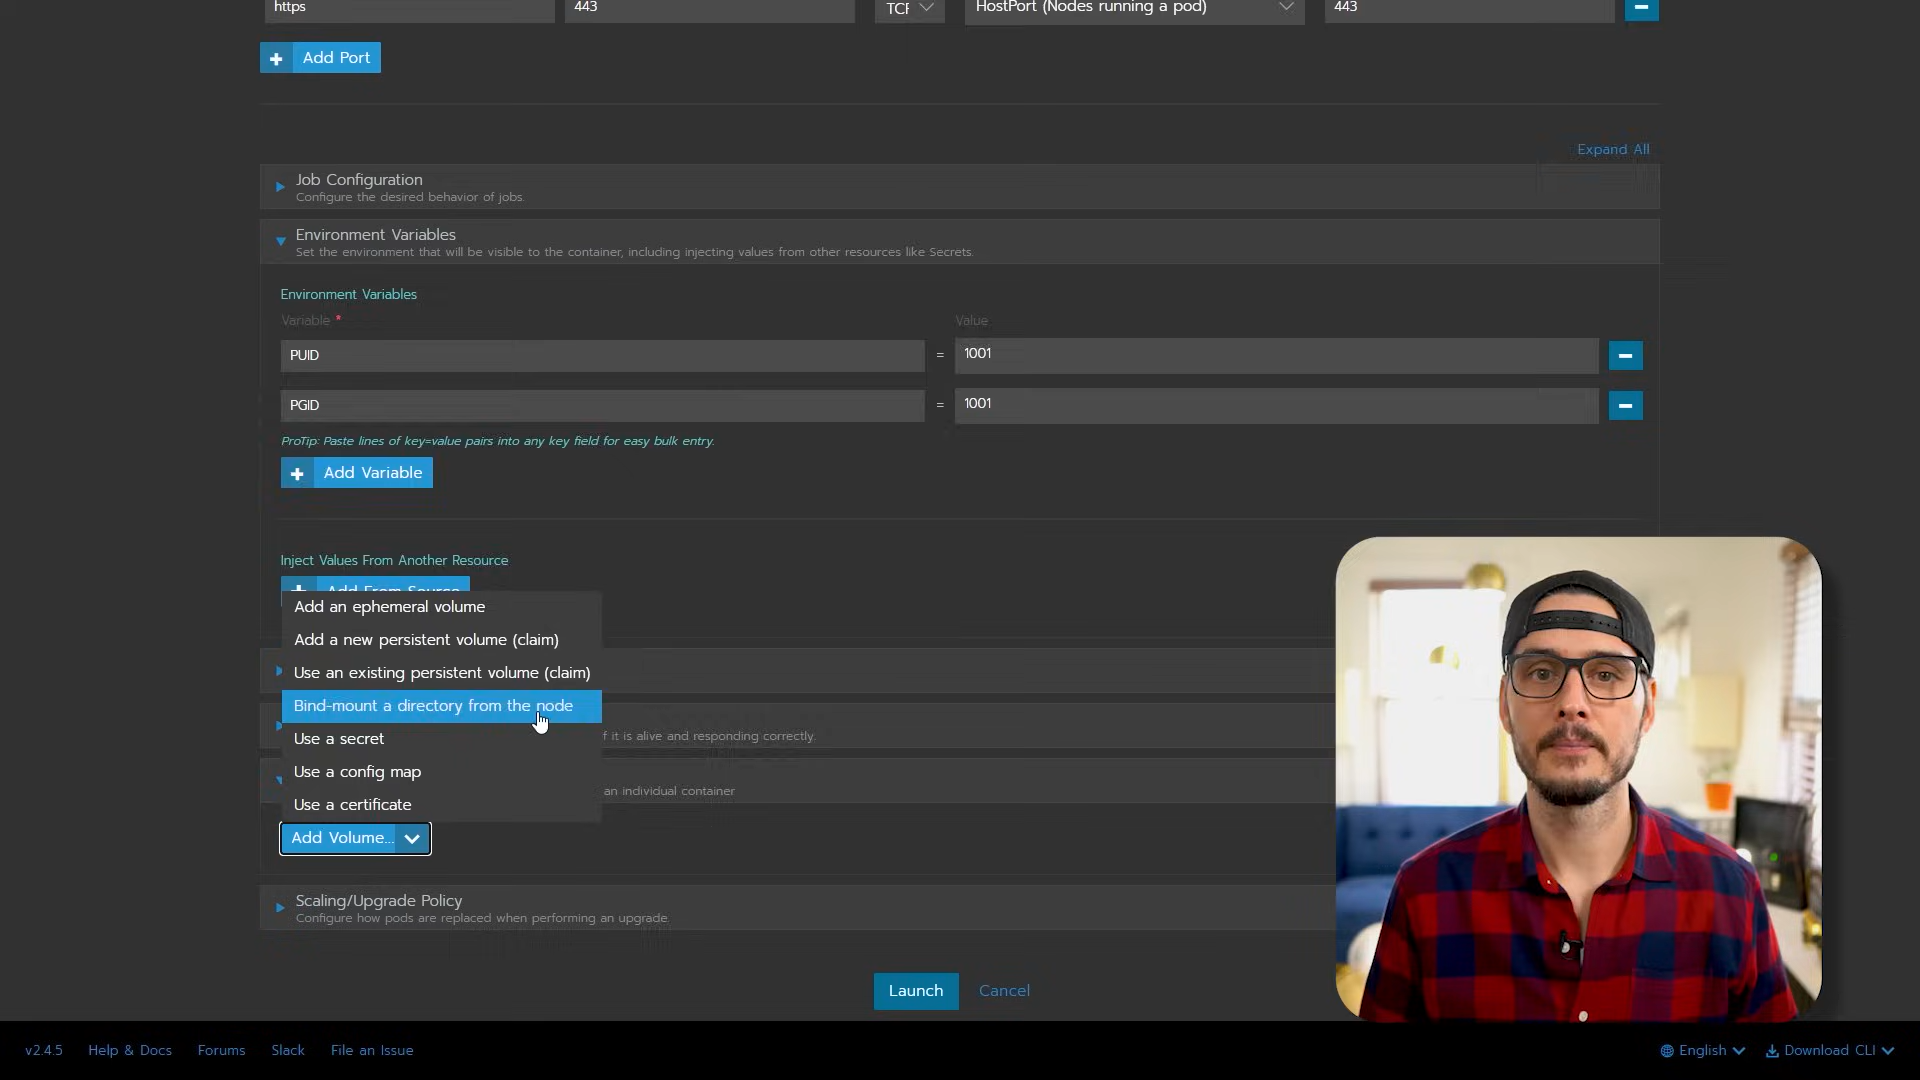 https 443 TCP HostPort (Nodes running a pod) 443
Add Port
Expand All
Job Configuration
Configure the desired behavior of jobs.
Environment Variables
Set the environment that will be visible to the container, including injecting values from other resources like Secrets.
Environment Variables
Variable * Value
PUID = 1001
PGID = 1001
ProTip: Paste lines of key=value pairs into any key field for easy bulk entry.
Add Variable
Inject Values From Another Resource
Add From Source
Add an ephemeral volume
Add a new persistent volume (claim)
Use an existing persistent volume (claim)
Bind-mount a directory from the node
Use a secret
f it is alive and responding correctly.
Use a config map
an individual container
Use a certificate
Add Volume...
Scaling/Upgrade Policy
Configure how pods are replaced when performing an upgrade.
Launch Cancel
v2.4.5 Help & Docs Forums Slack File an Issue English Download CLI